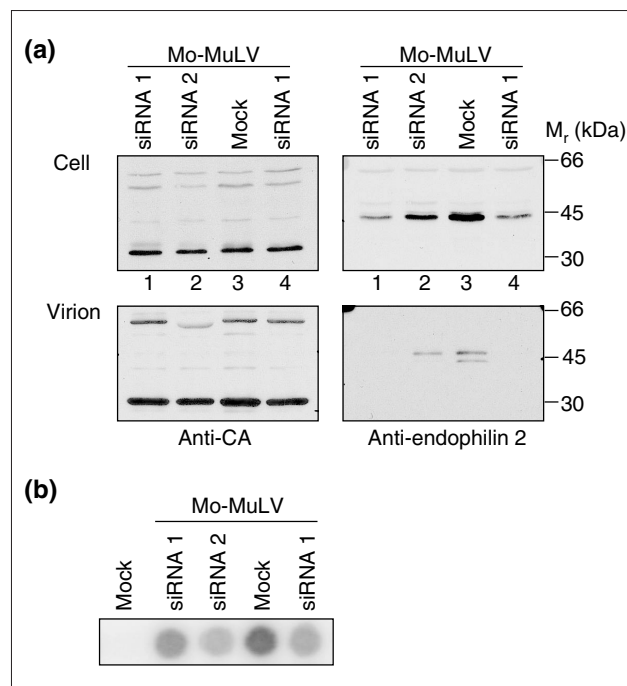 (a)
Mo-MuLV
Mo-MuLV
siRNA 1
siRNA 2
Mock
siRNA 1
siRNA 1
siRNA 2
Mock
siRNA 1
Mr (kDa)
Cell
66
45
30
1 2 3 4
1 2 3 4
Virion
66
45
30
Anti-CA
Anti-endophilin 2
(b)
Mo-MuLV
Mock
siRNA 1
siRNA 2
Mock
siRNA 1